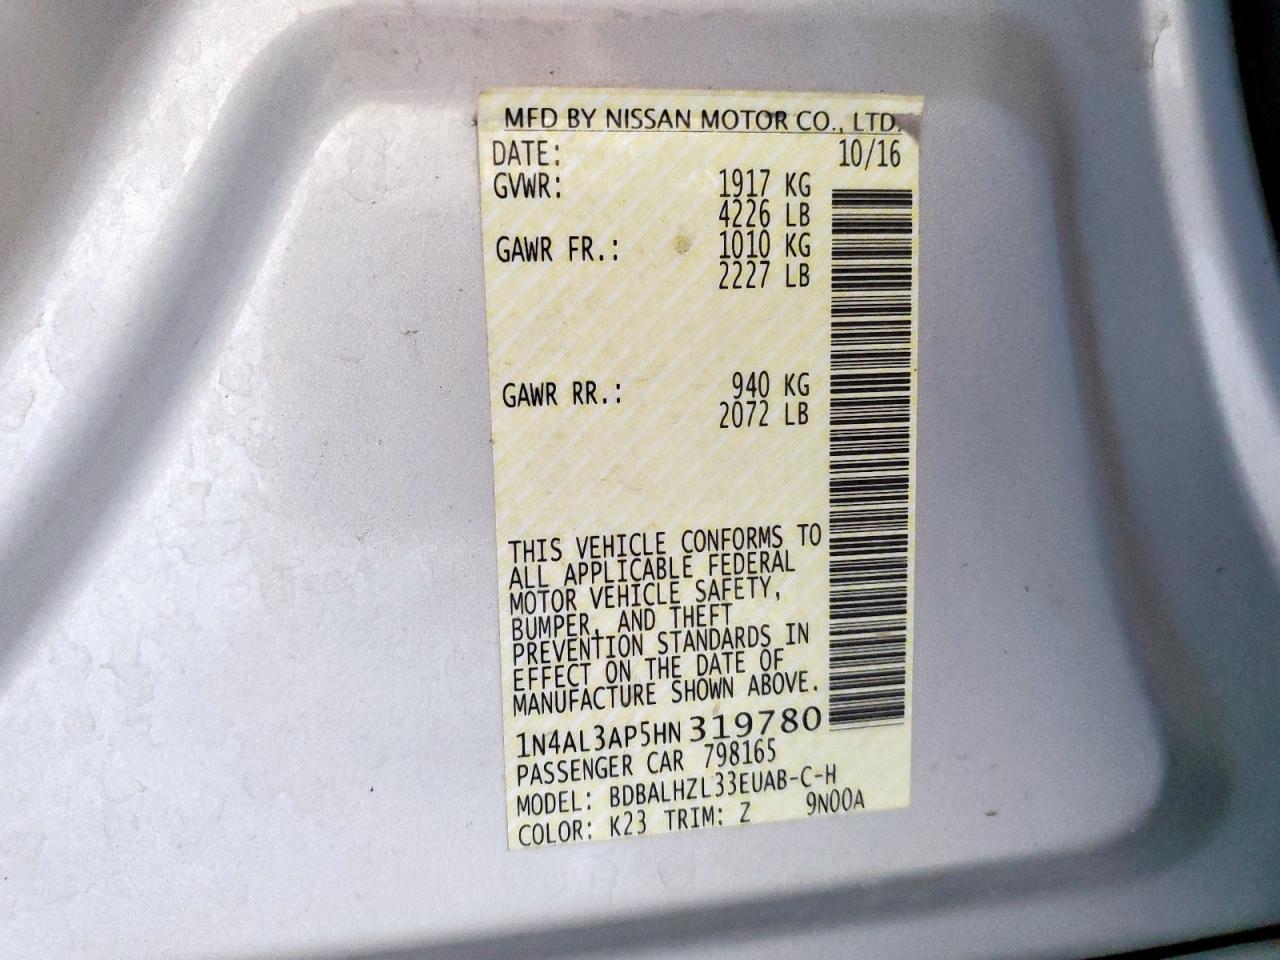 MFD BY NISSAN MOTOR CO., LTD.
DATE: 10/16
GVWR: 1917 KG
4226 LB
GAWR FR.: 1010 KG
2227 LB
GAWR RR.: 940 KG
2072 LB
THIS VEHICLE CONFORMS TO
ALL APPLICABLE FEDERAL
MOTOR VEHICLE SAFETY,
BUMPER, AND THEFT
PREVENTION STANDARDS IN
EFFECT ON THE DATE OF
MANUFACTURE SHOWN ABOVE.
1N4AL3AP5HN319780
PASSENGER CAR 798165
MODEL: BDBALHZL33EUAB-C-H
COLOR: K23 TRIM: Z 9N00A